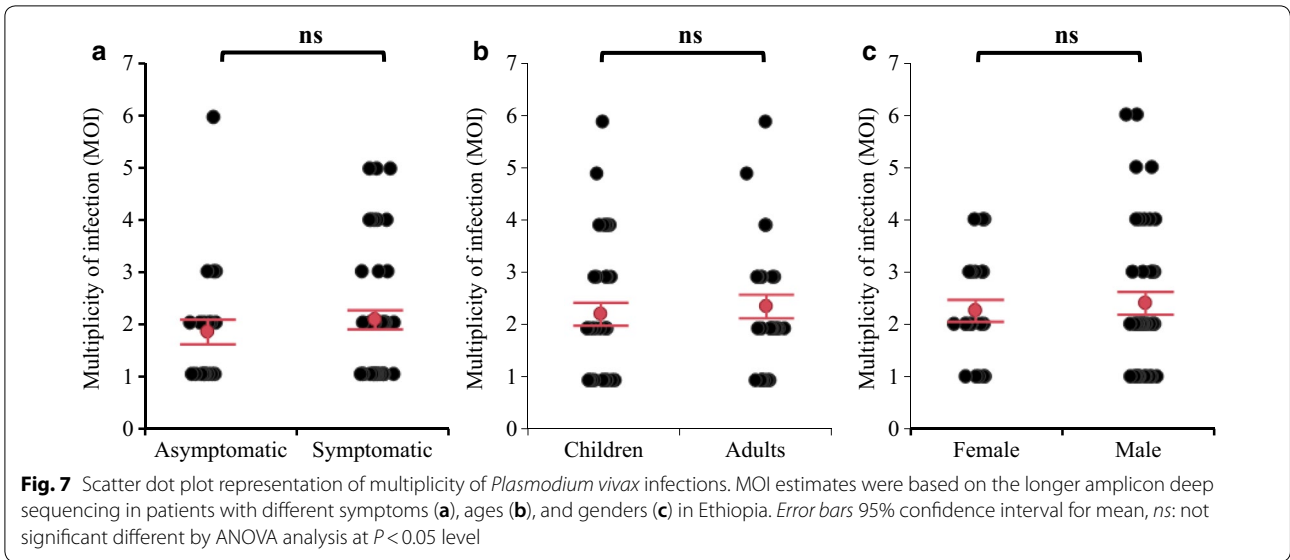 a
ns
Multiplicity of infection (MOI)
7
6
5
4
3
2
1
0
Asymptomatic Symptomatic
b
ns
Multiplicity of infection (MOI)
7
6
5
4
3
2
1
0
Children Adults
c
ns
Multiplicity of infection (MOI)
7
6
5
4
3
2
1
0
Female Male
Fig. 7 Scatter dot plot representation of multiplicity of Plasmodium vivax infections. MOI estimates were based on the longer amplicon deep
sequencing in patients with different symptoms (a), ages (b), and genders (c) in Ethiopia. Error bars 95% confidence interval for mean, ns: not
significant different by ANOVA analysis at P < 0.05 level